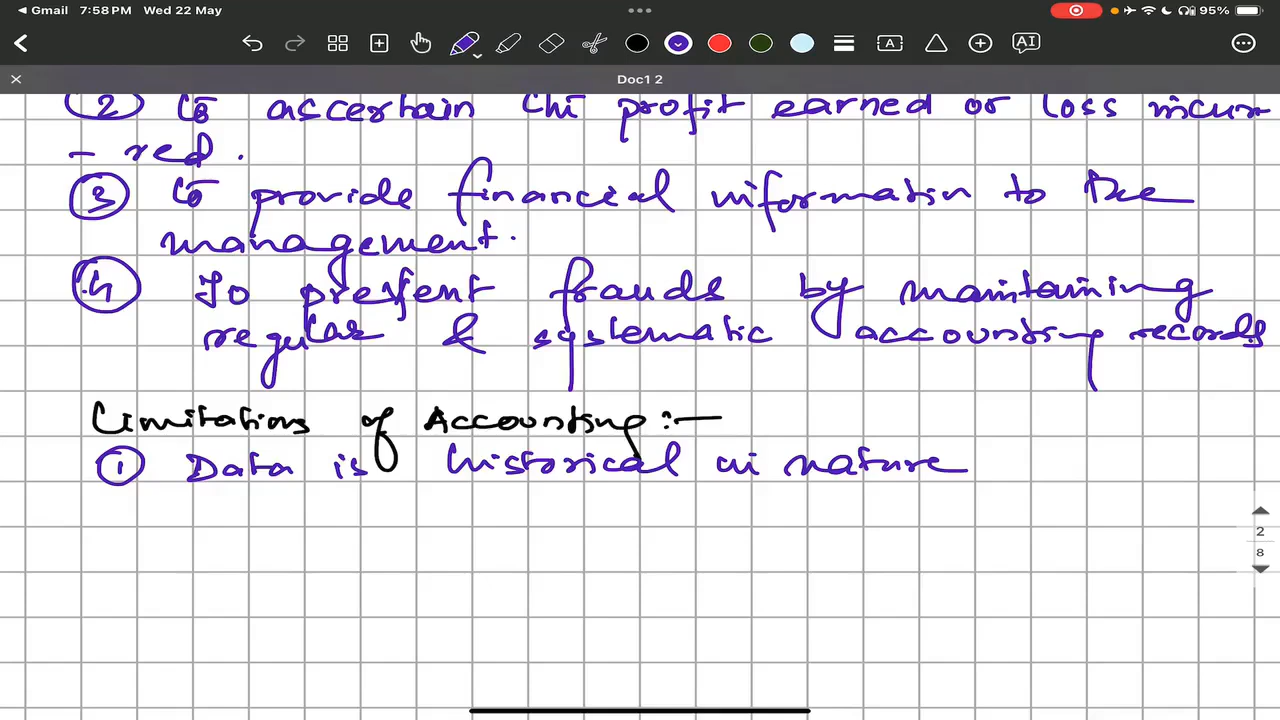 Gmail 7:58 PM Wed 22 May 95%
A AI
Doc1 2
2 to ascertain the profit earned or loss incur
- red.
3 to provide financial information to the
management.
4 To prevent frauds by maintaining
regular & systematic accounting records
Limitations of Accounting :-
1 Data is historical in nature
2
8